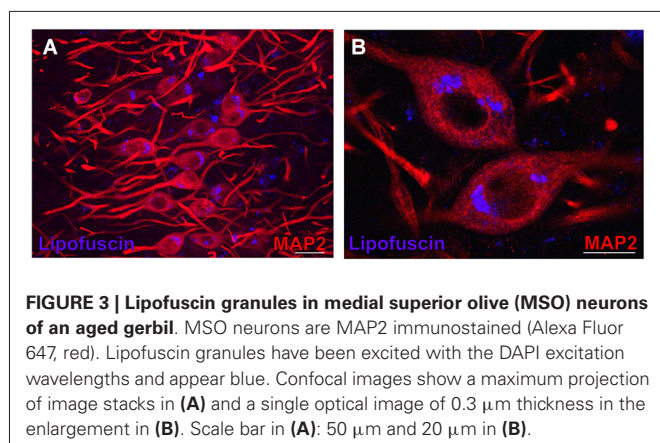 A
B
Lipofuscin
MAP2
Lipofuscin
MAP2
FIGURE 3 | Lipofuscin granules in medial superior olive (MSO) neurons
of an aged gerbil. MSO neurons are MAP2 immunostained (Alexa Fluor
647, red). Lipofuscin granules have been excited with the DAPI excitation
wavelengths and appear blue. Confocal images show a maximum projection
of image stacks in (A) and a single optical image of 0.3 μm thickness in the
enlargement in (B). Scale bar in (A): 50 μm and 20 μm in (B).